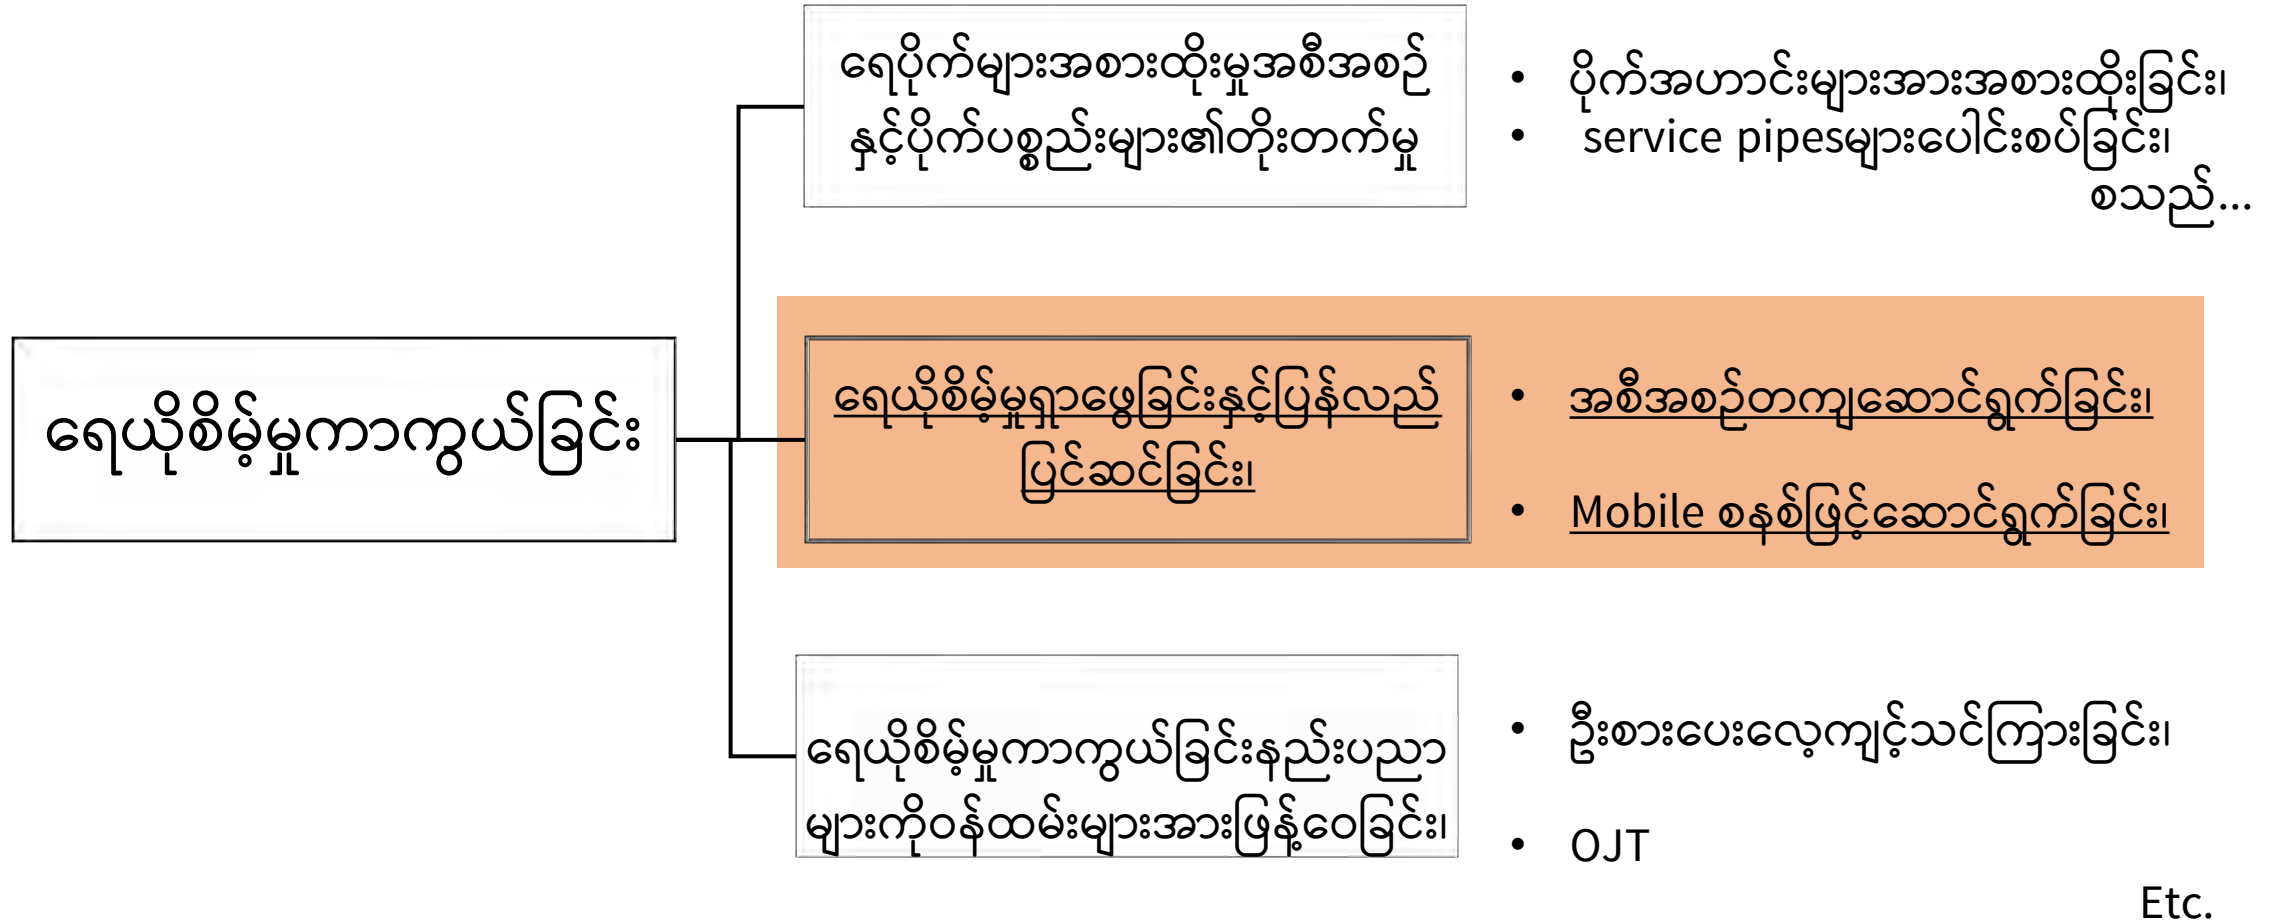 ရေပိုက်များအစားထိုးမှုအစီအစဉ်
နှင့်ပိုက်ပစ္စည်းများ၏တိုးတက်မှု
• ပိုက်အဟာင်းများအားအစားထိုးခြင်း၊
• service pipesများပေါင်းစပ်ခြင်း၊
စသည်...
ရေယိုစိမ့်မှုကာကွယ်ခြင်း
ရေယိုစိမ့်မှုရှာဖွေခြင်းနှင့်ပြန်လည်
ပြင်ဆင်ခြင်း၊
• အစီအစဉ်တကျဆောင်ရွက်ခြင်း၊
• Mobile စနစ်ဖြင့်ဆောင်ရွက်ခြင်း၊
ရေယိုစိမ့်မှုကာကွယ်ခြင်းနည်းပညာ
များကိုဝန်ထမ်းများအားဖြန့်ဝေခြင်း၊
• ဦးစားပေးလေ့ကျင့်သင်ကြားခြင်း၊
• OJT
Etc.